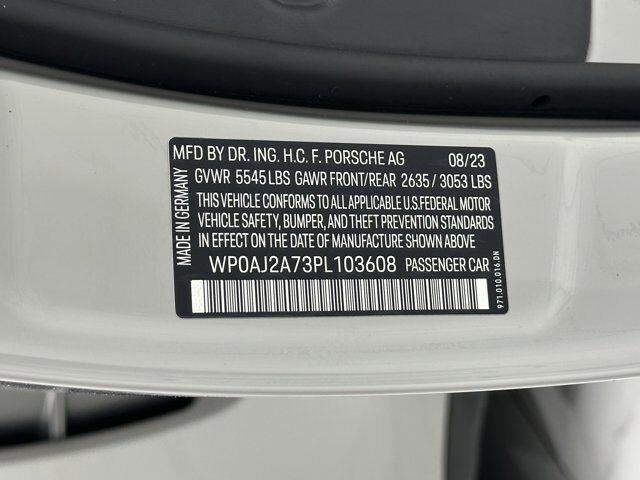 MFD BY DR. ING. H.C. F. PORSCHE AG 08/23
GVWR 5545 LBS GAWR FRONT/REAR 2635 / 3053 LBS
THIS VEHICLE CONFORMS TO ALL APPLICABLE U.S. FEDERAL MOTOR
VEHICLE SAFETY, BUMPER, AND THEFT PREVENTION STANDARDS
IN EFFECT ON THE DATE OF MANUFACTURE SHOWN ABOVE
WP0AJ2A73PL103608 PASSENGER CAR
MADE IN GERMANY
971.010.016.DN